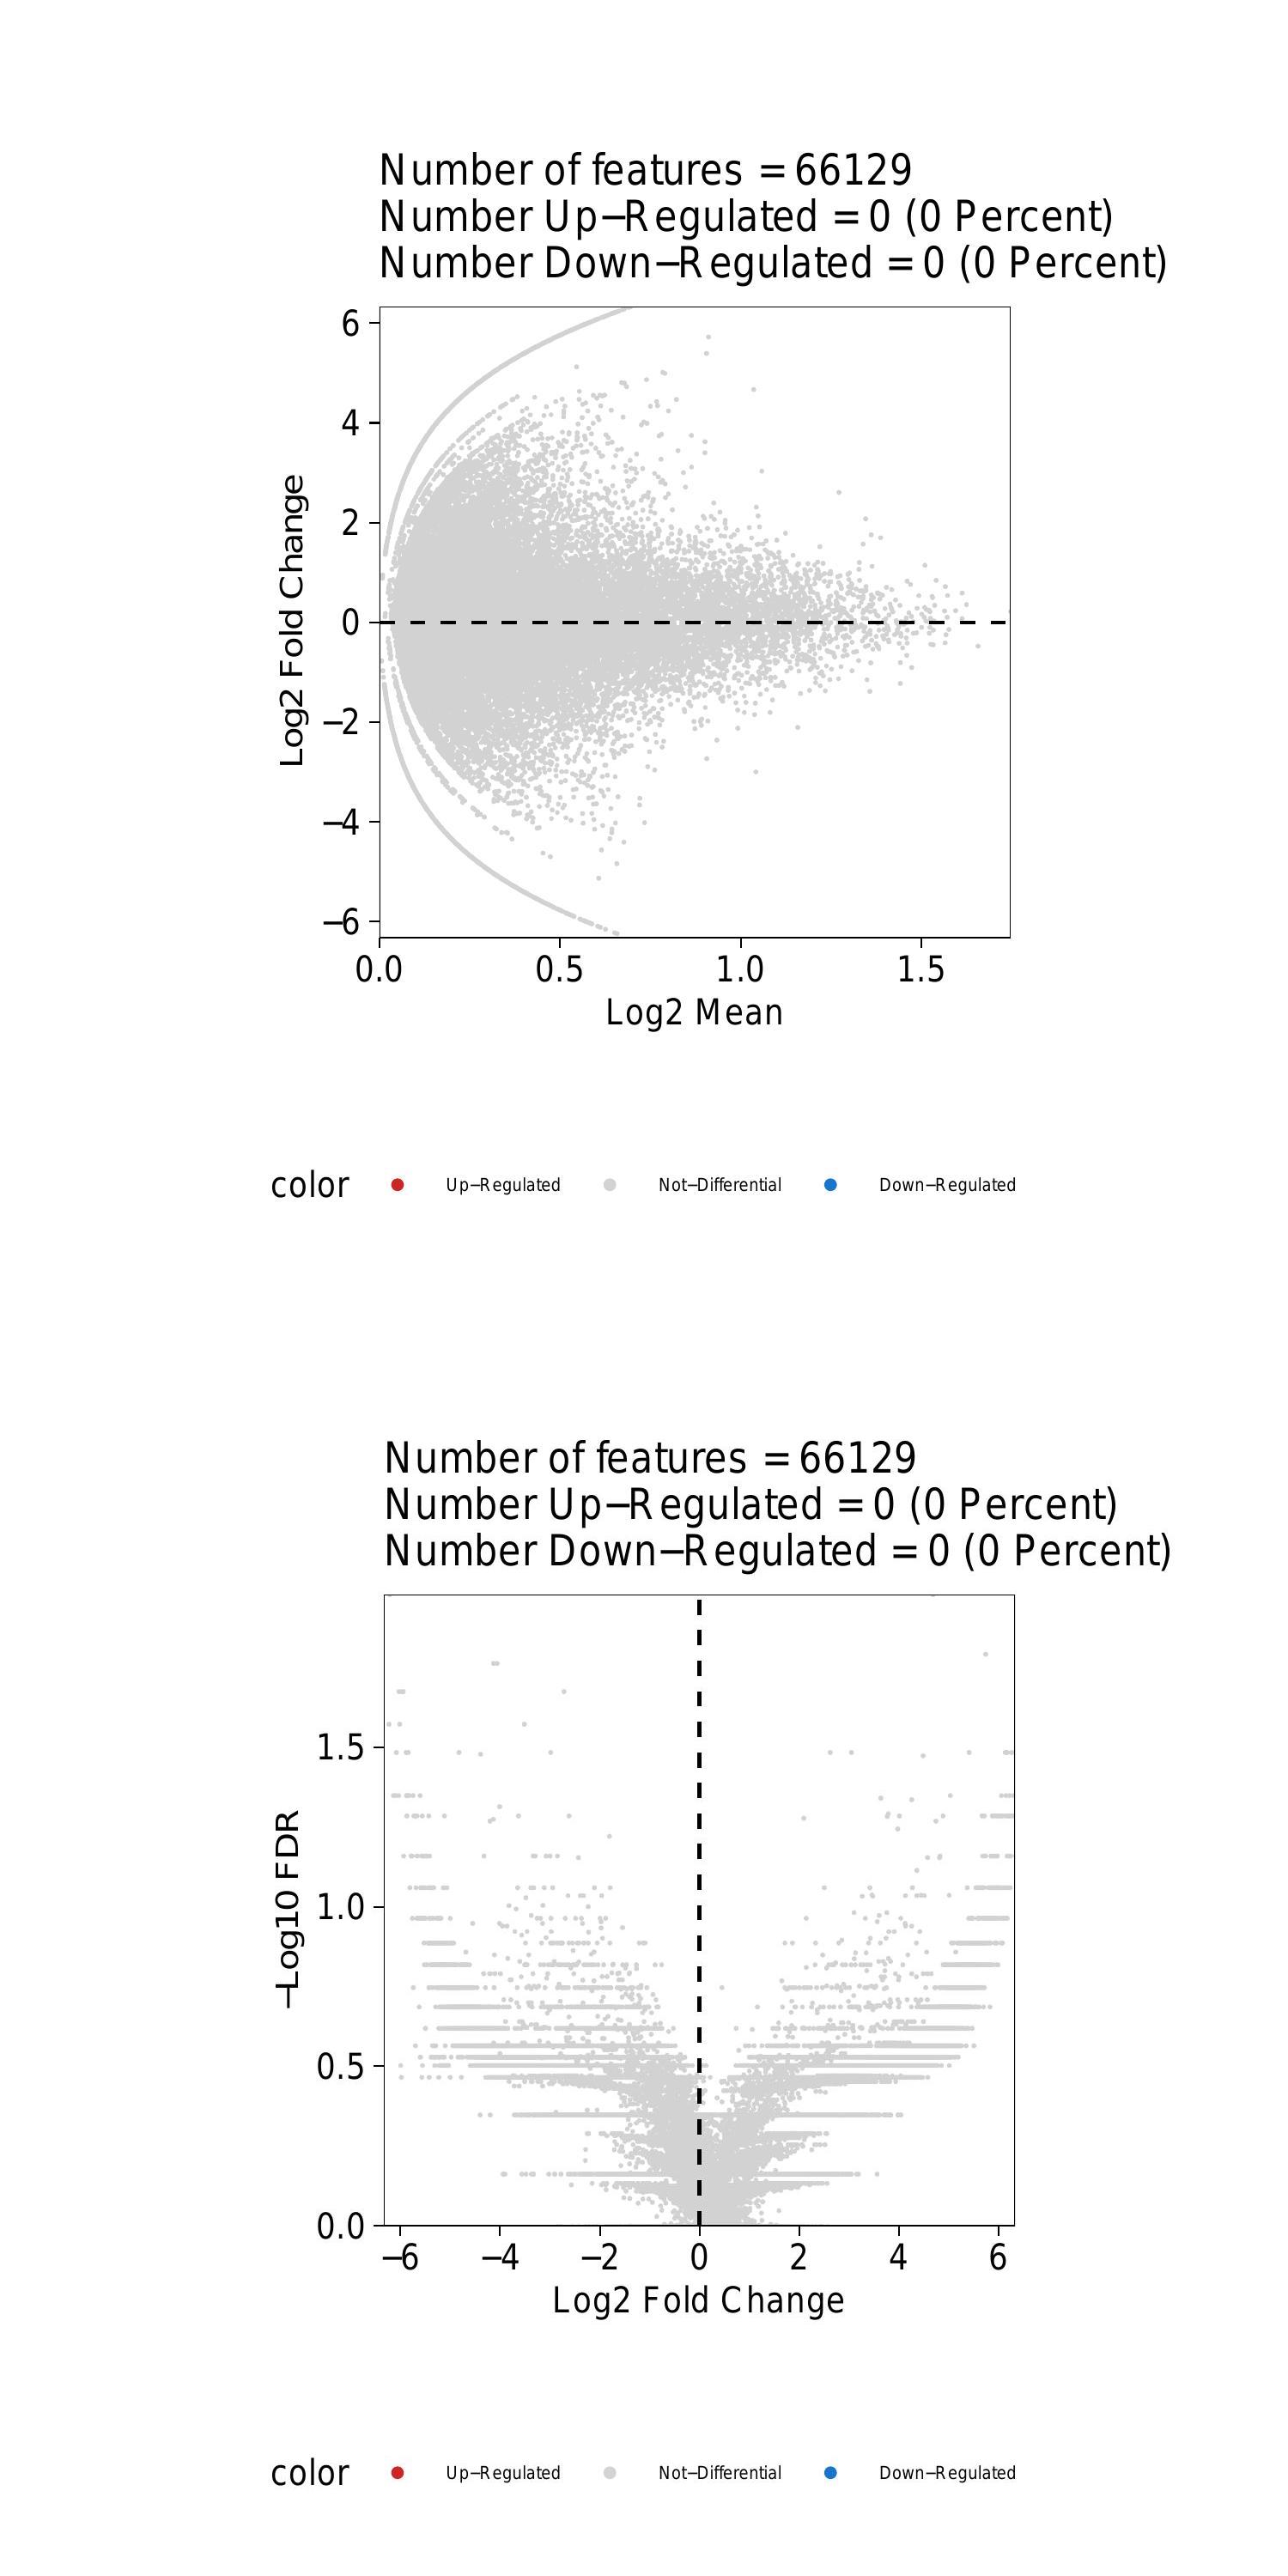 Number of features = 66129
Number Up−Regulated = 0 (0 Percent)
Number Down−Regulated = 0 (0 Percent)
6
4
2
0
−2
−4
−6
Log2 Fold Change
0.0 0.5 1.0 1.5
Log2 Mean
color Up−Regulated Not−Differential Down−Regulated
Number of features = 66129
Number Up−Regulated = 0 (0 Percent)
Number Down−Regulated = 0 (0 Percent)
1.5
1.0
0.5
0.0
−Log10 FDR
−6 −4 −2 0 2 4 6
Log2 Fold Change
color Up−Regulated Not−Differential Down−Regulated